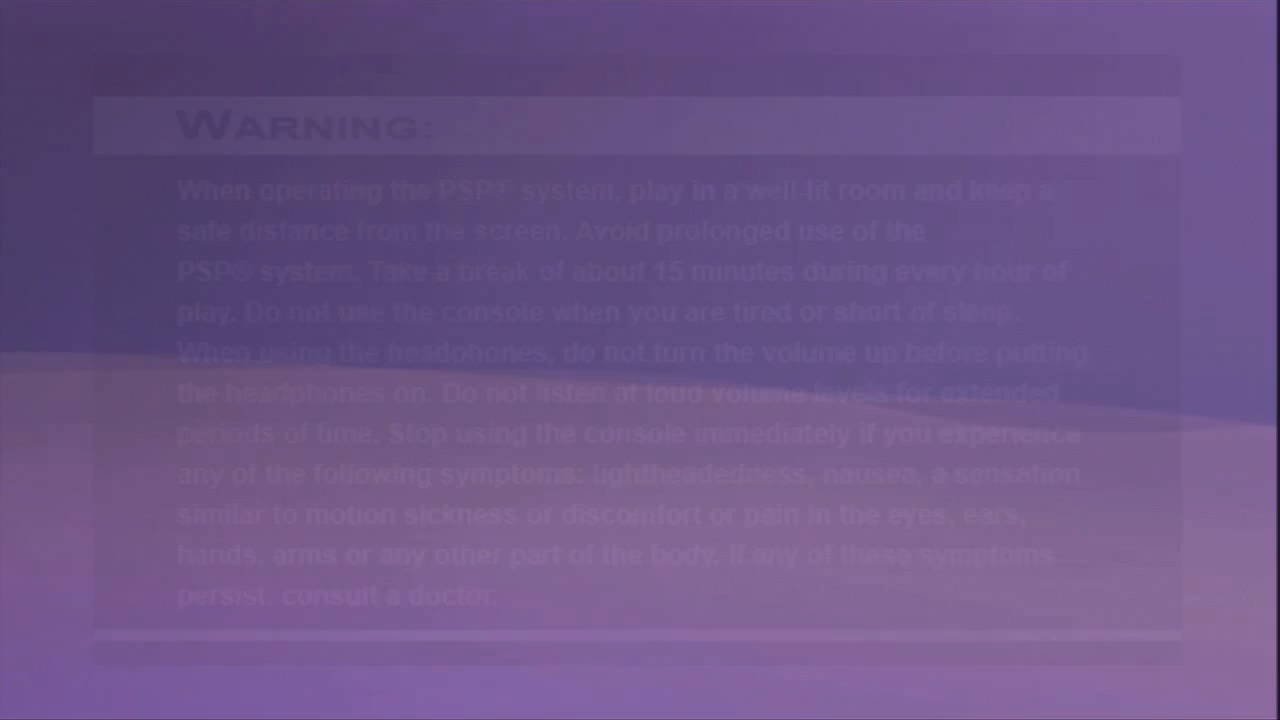 WARNING:
When operating the PSP® system, play in a well-lit room and keep a
safe distance from the screen. Avoid prolonged use of the
PSP® system. Take a break of about 15 minutes during every hour of
play. Do not use the console when you are tired or short of sleep.
When using the headphones, do not turn the volume up before putting
the headphones on. Do not listen at loud volume levels for extended
periods of time. Stop using the console immediately if you experience
any of the following symptoms: lightheadedness, nausea, a sensation
similar to motion sickness or discomfort or pain in the eyes, ears,
hands, arms or any other part of the body. If any of these symptoms
persist, consult a doctor.